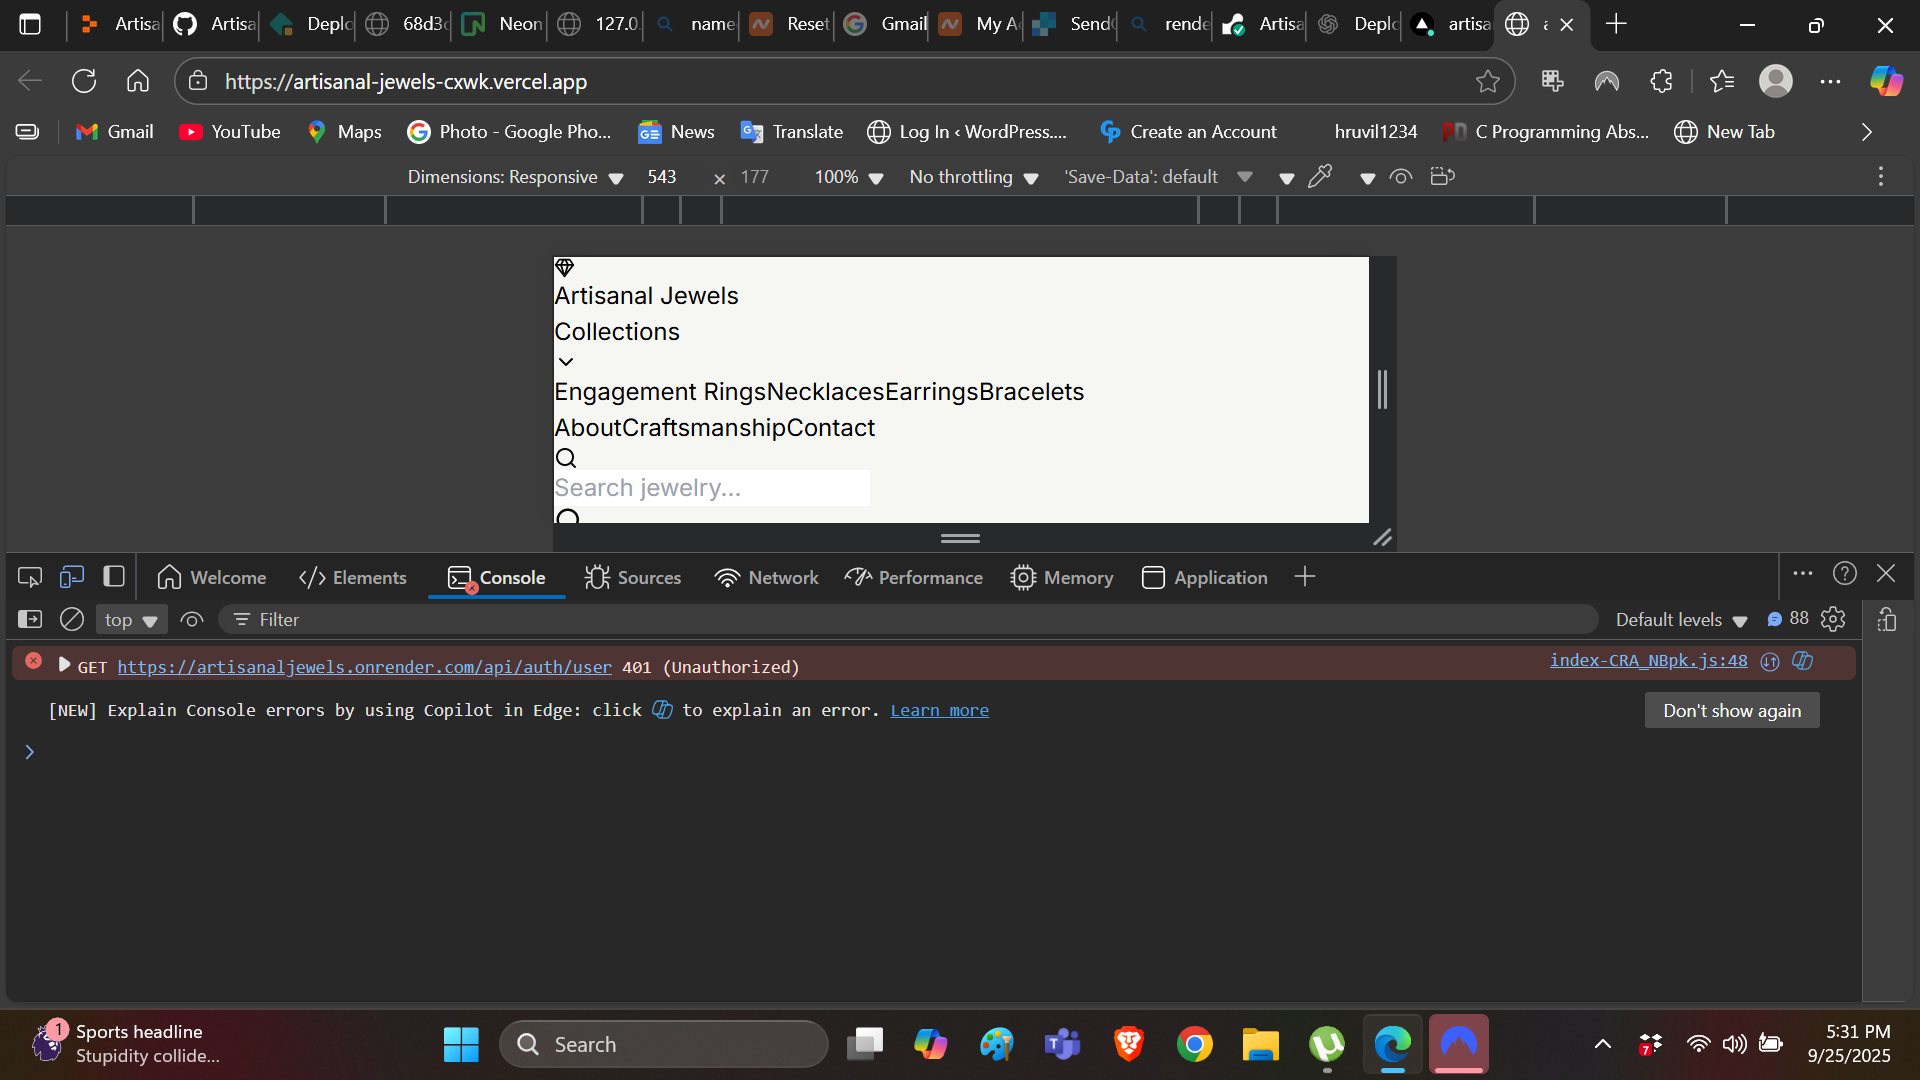 Artisa
Artisa
Deplo
68d3c
Neon
127.0.
name
Reset
Gmail
My A
Send
rende
Artisa
Deplo
artisa
https://artisanal-jewels-cxwk.vercel.app
Gmail
YouTube
Maps
Photo - Google Pho...
News
Translate
Log In ‹ WordPress....
Create an Account
hruvil1234
C Programming Abs...
New Tab
Dimensions: Responsive 543 × 177 100% No throttling 'Save-Data': default
Artisanal Jewels
Collections
Engagement RingsNecklacesEarringsBracelets
AboutCraftsmanshipContact
Search jewelry...
Welcome
Elements
Console
Sources
Network
Performance
Memory
Application
top
Filter
Default levels
88
GET https://artisanaljewels.onrender.com/api/auth/user 401 (Unauthorized)
index-CRA_NBpk.js:48
[NEW] Explain Console errors by using Copilot in Edge: click to explain an error. Learn more
Don't show again
1
Sports headline
Stupidity collide...
Search
7
5:31 PM
9/25/2025